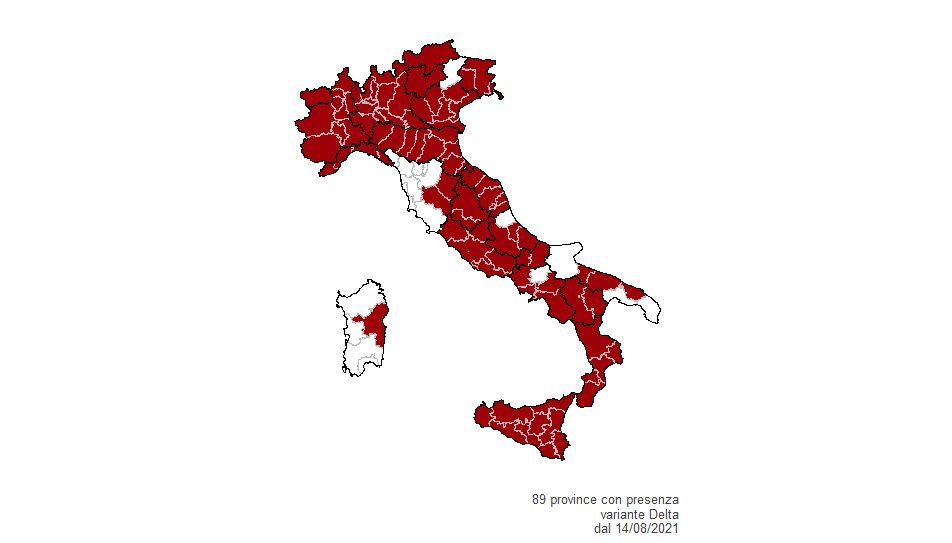 89 province con presenza
variante Delta
dal 14/08/2021